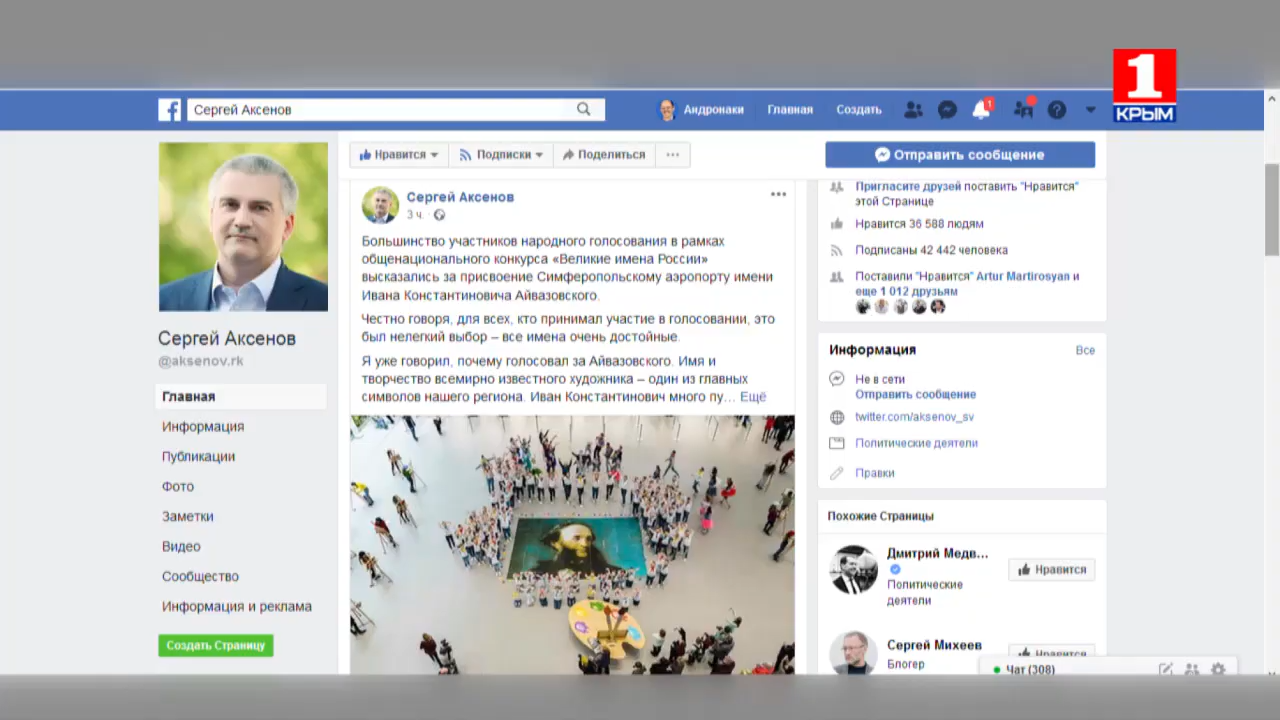 1
КРЫМ
Сергей Аксенов
Андронаки
Главная
Создать
1
Нравится
Подписки
Поделиться
Отправить сообщение
Сергей Аксенов
@aksenov.rk
Главная
Информация
Публикации
Фото
Заметки
Видео
Сообщество
Информация и реклама
Создать Страницу
Сергей Аксенов
3 ч.
Большинство участников народного голосования в рамках
общенационального конкурса «Великие имена России»
высказались за присвоение Симферопольскому аэропорту имени
Ивана Константиновича Айвазовского.
Честно говоря, для всех, кто принимал участие в голосовании, это
был нелегкий выбор – все имена очень достойные.
Я уже говорил, почему голосовал за Айвазовского. Имя и
творчество всемирно известного художника – один из главных
символов нашего региона. Иван Константинович много пу... Ещё
Пригласите друзей поставить "Нравится"
этой Странице
Нравится 36 588 людям
Подписаны 42 442 человека
Поставили "Нравится" Artur Martirosyan и
еще 1 012 друзьям
Информация
Все
Не в сети
Отправить сообщение
twitter.com/aksenov_sv
Политические деятели
Правки
Похожие Страницы
Дмитрий Медв...
Политические
деятели
Нравится
Сергей Михеев
Блогер
Нравится
Чат (308)